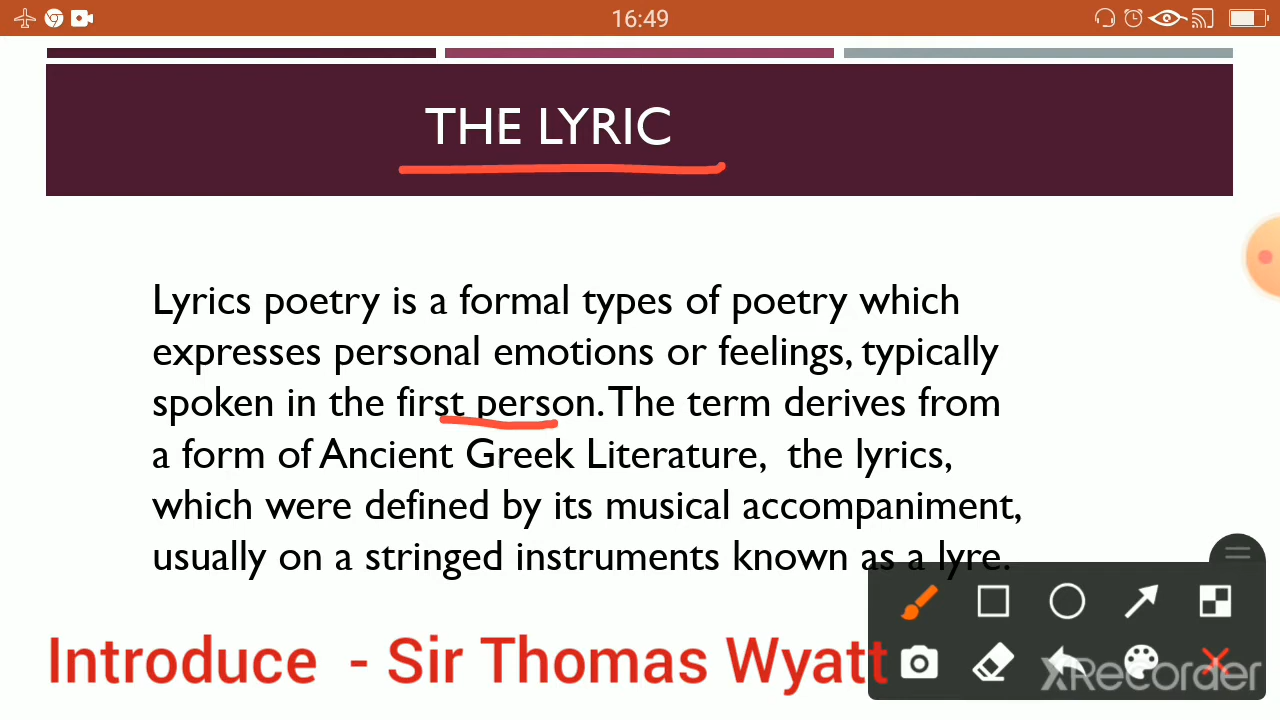 16:49
THE LYRIC
Lyrics poetry is a formal types of poetry which
expresses personal emotions or feelings, typically
spoken in the first person. The term derives from
a form of Ancient Greek Literature, the lyrics,
which were defined by its musical accompaniment,
usually on a stringed instruments known as a lyre.
Introduce - Sir Thomas Wyatt
XRecorder